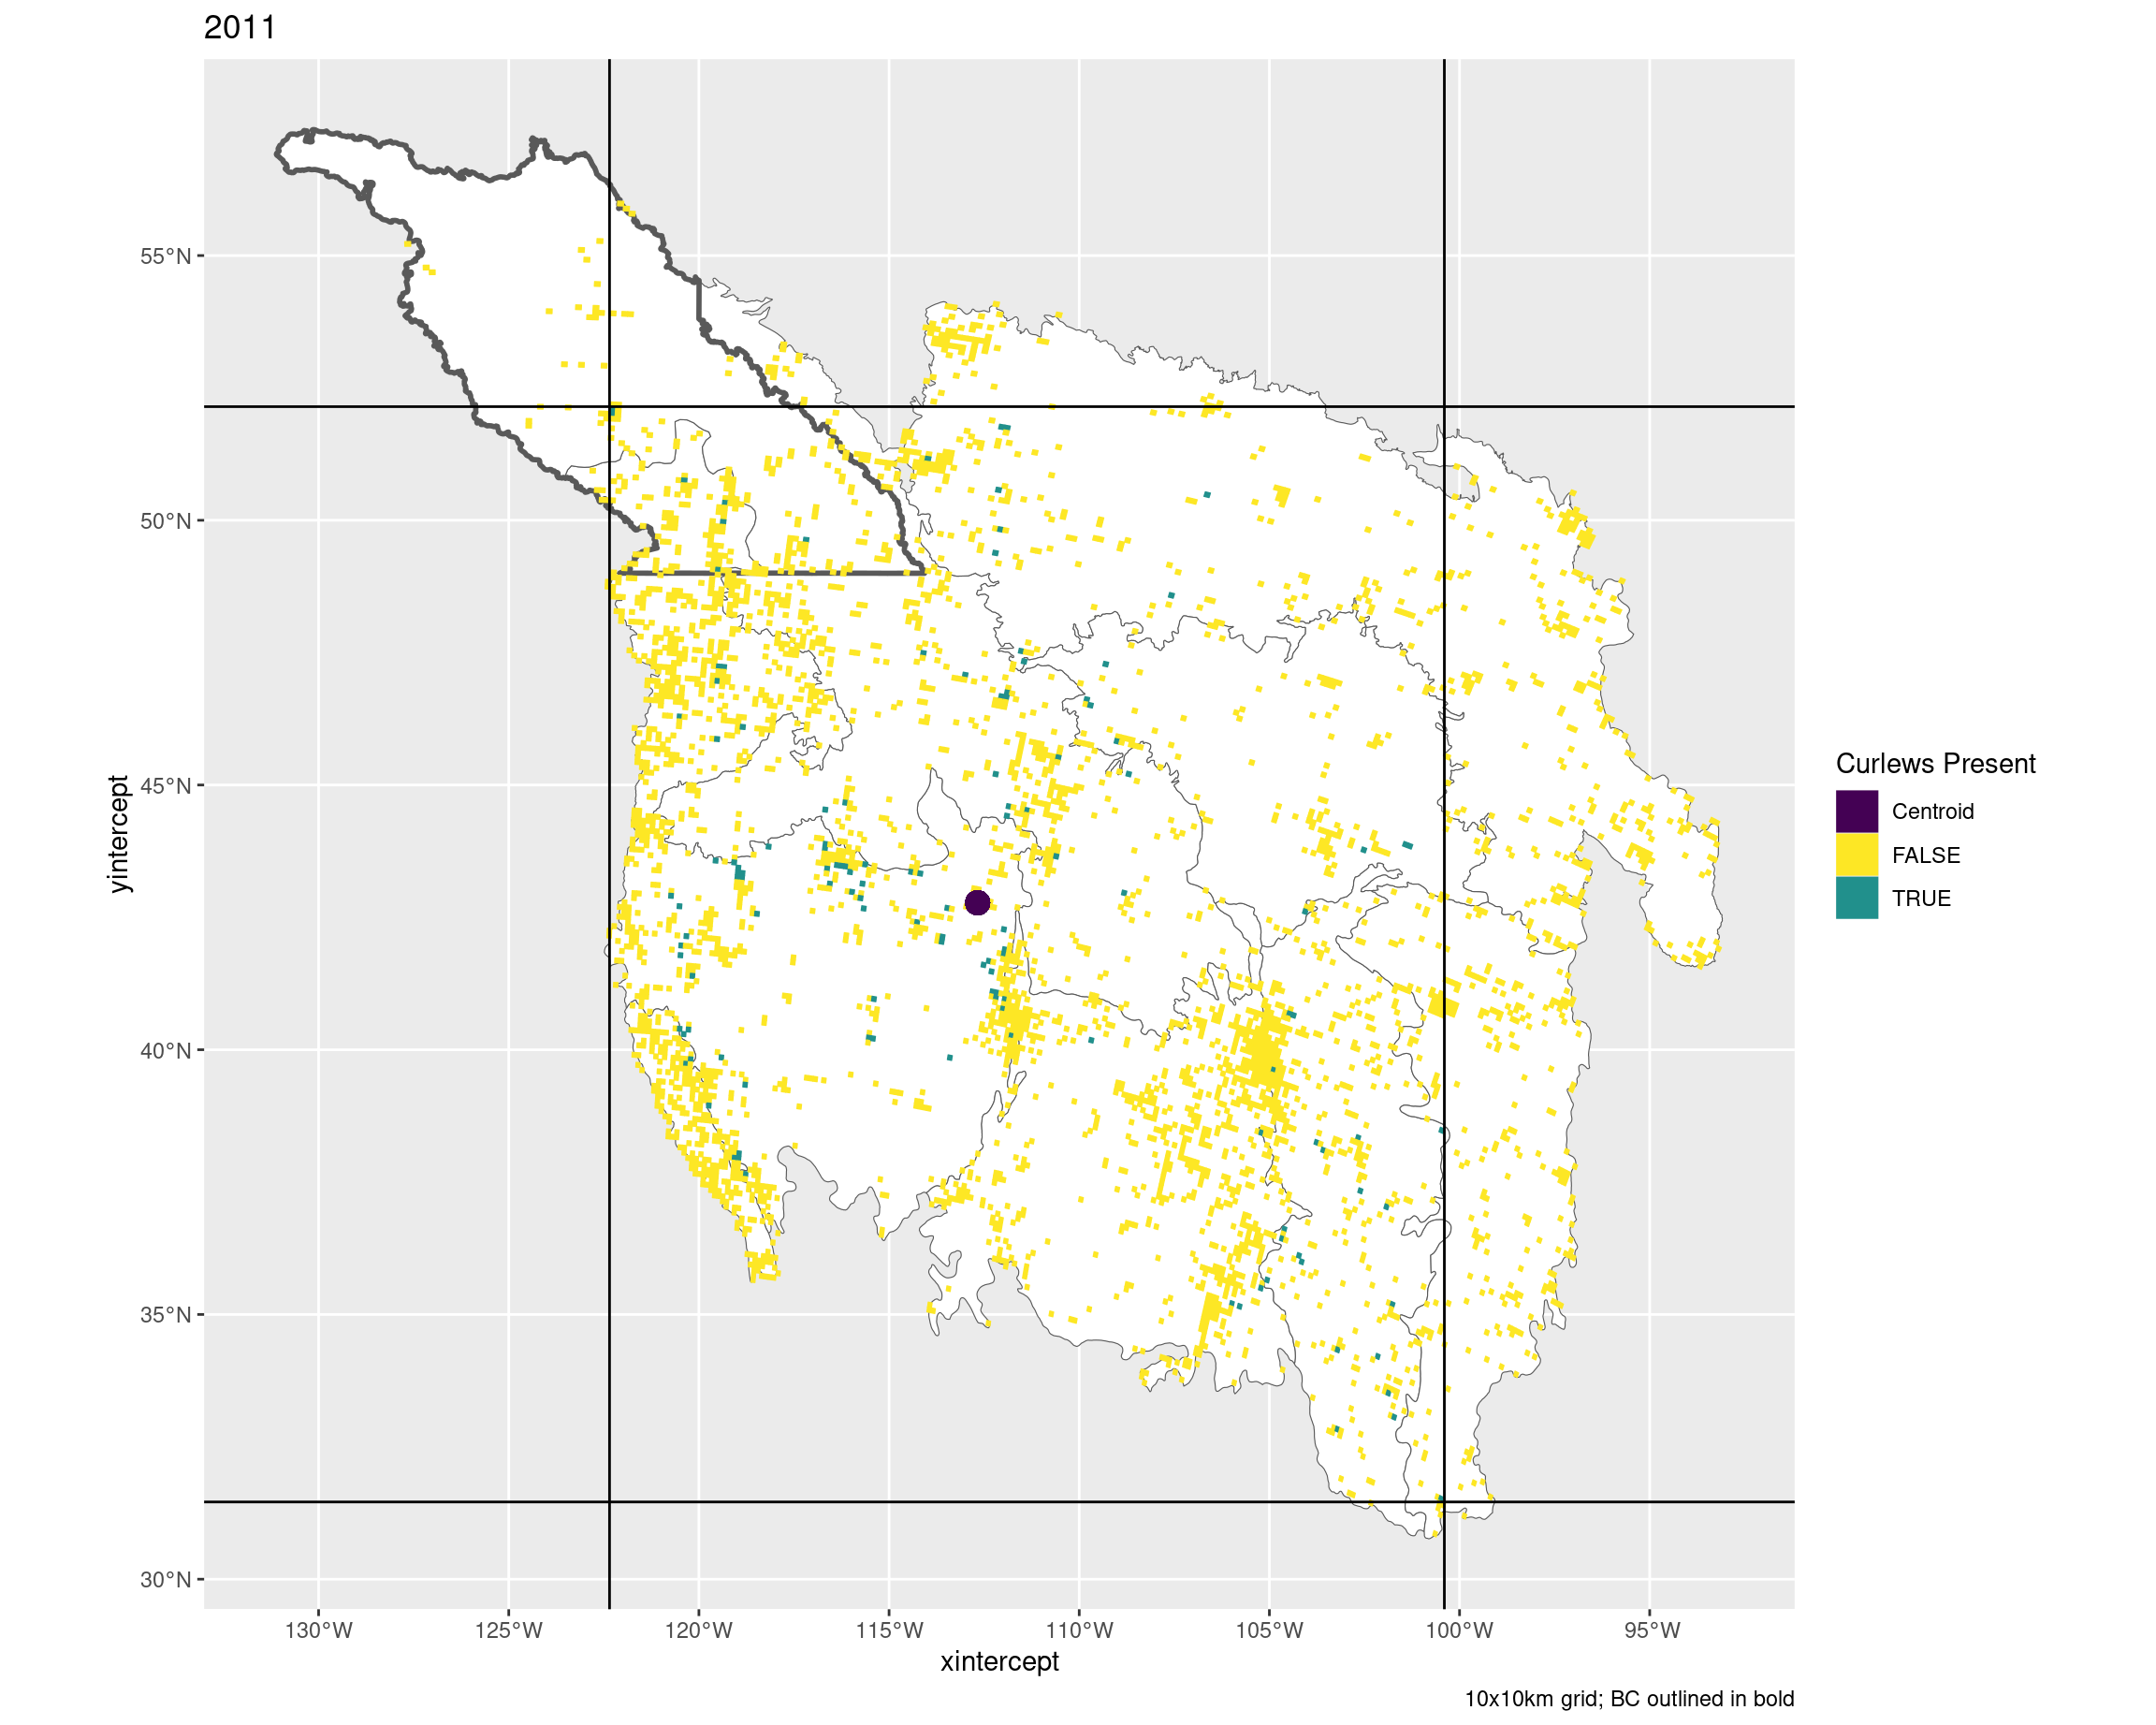 2011
55°N
50°N
45°N
40°N
35°N
30°N
yintercept
130°W
125°W
120°W
115°W
110°W
105°W
100°W
95°W
xintercept
Curlews Present
Centroid
FALSE
TRUE
10x10km grid; BC outlined in bold